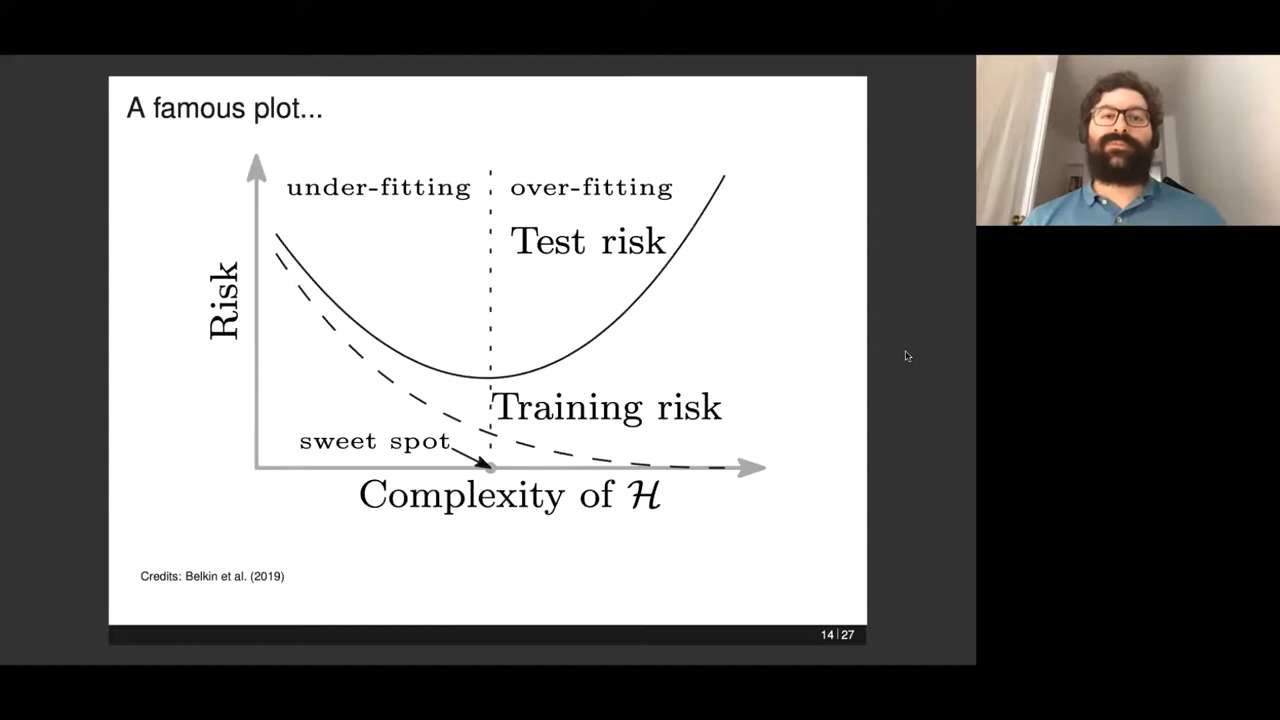 A famous plot...
under-fitting
over-fitting
Test risk
Risk
Training risk
sweet spot
Complexity of ℋ
Credits: Belkin et al. (2019)
14 | 27